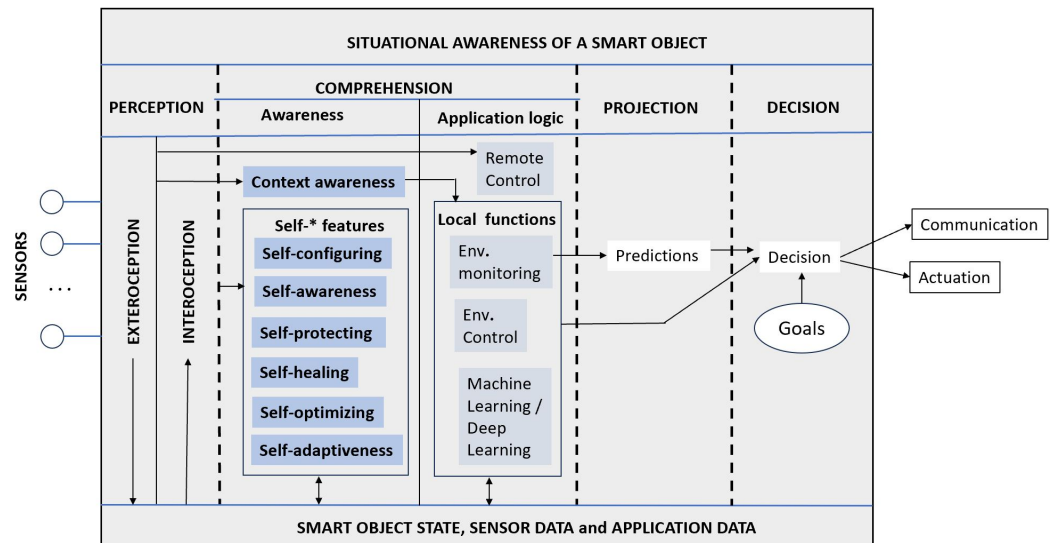 SITUATIONAL AWARENESS OF A SMART OBJECT
PERCEPTION
COMPREHENSION
PROJECTION
DECISION
Awareness
Application logic
Remote
Control
Context awareness
Local functions
Self-* features
Self-configuring
Self-awareness
Self-protecting
Self-healing
Self-optimizing
Self-adaptiveness
Env.
monitoring
Env.
Control
Machine
Learning /
Deep
Learning
Predictions
Decision
Goals
Communication
Actuation
SENSORS
...
EXTEROCEPTION
INTEROCEPTION
SMART OBJECT STATE, SENSOR DATA and APPLICATION DATA